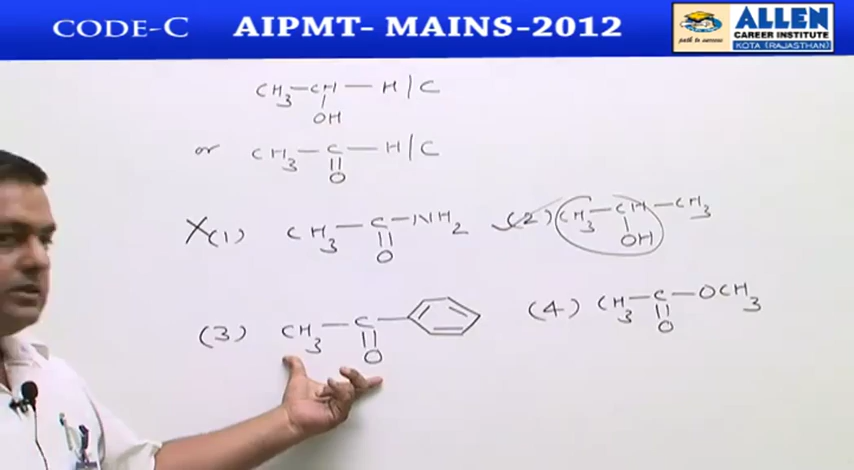 CODE-C AIPMT- MAINS-2012
ALLEN
CAREER INSTITUTE
path to success KOTA (RAJASTHAN)
CH3—CH—H/C
OH
or CH3—C—H/C
O
X(1) CH3—C—NH2 ✓(2) CH3—CH—CH3
O OH
(3) CH3—C— (4) CH3—C—OCH3
O O